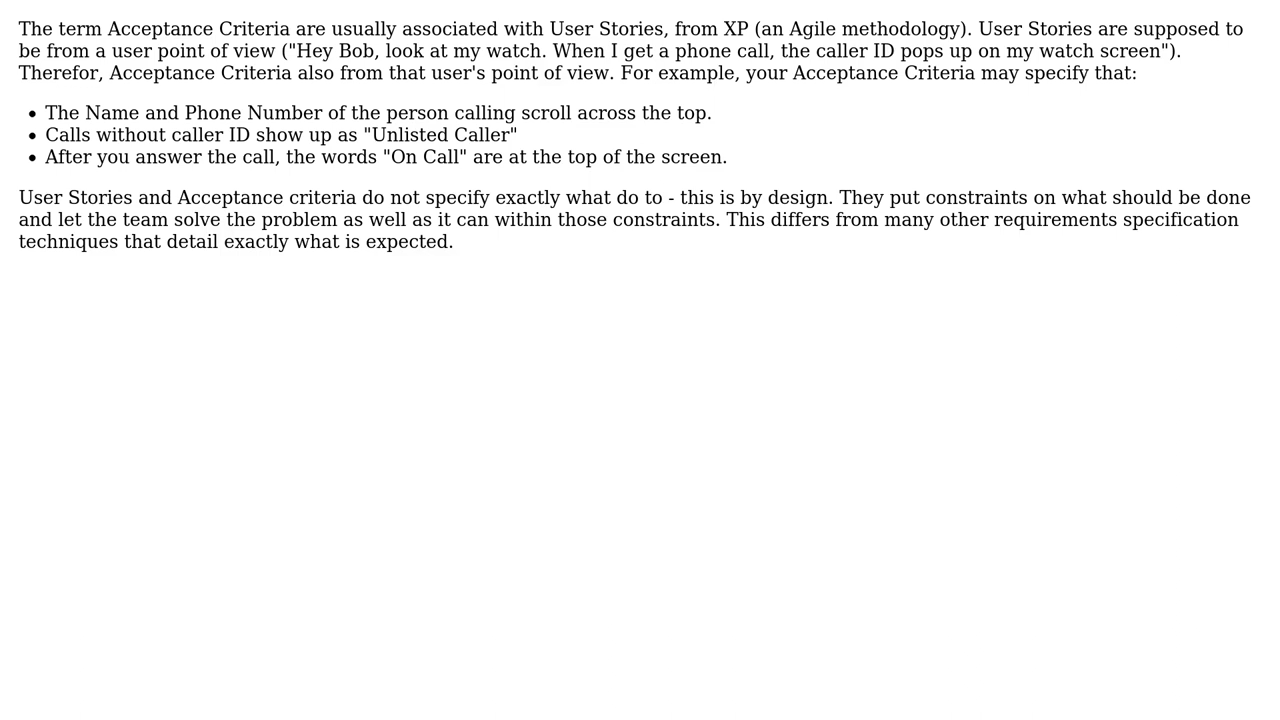 The term Acceptance Criteria are usually associated with User Stories, from XP (an Agile methodology). User Stories are supposed to
be from a user point of view ("Hey Bob, look at my watch. When I get a phone call, the caller ID pops up on my watch screen").
Therefor, Acceptance Criteria also from that user's point of view. For example, your Acceptance Criteria may specify that:
• The Name and Phone Number of the person calling scroll across the top.
• Calls without caller ID show up as "Unlisted Caller"
• After you answer the call, the words "On Call" are at the top of the screen.
User Stories and Acceptance criteria do not specify exactly what do to - this is by design. They put constraints on what should be done
and let the team solve the problem as well as it can within those constraints. This differs from many other requirements specification
techniques that detail exactly what is expected.